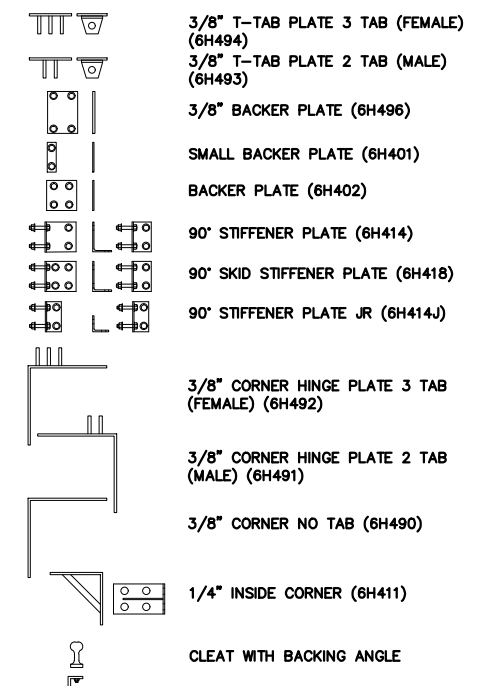 3/8" T-TAB PLATE 3 TAB (FEMALE)
(6H494)
3/8" T-TAB PLATE 2 TAB (MALE)
(6H493)
3/8" BACKER PLATE (6H496)
SMALL BACKER PLATE (6H401)
BACKER PLATE (6H402)
90° STIFFENER PLATE (6H414)
90° SKID STIFFENER PLATE (6H418)
90° STIFFENER PLATE JR (6H414J)
3/8" CORNER HINGE PLATE 3 TAB
(FEMALE) (6H492)
3/8" CORNER HINGE PLATE 2 TAB
(MALE) (6H491)
3/8" CORNER NO TAB (6H490)
1/4" INSIDE CORNER (6H411)
CLEAT WITH BACKING ANGLE